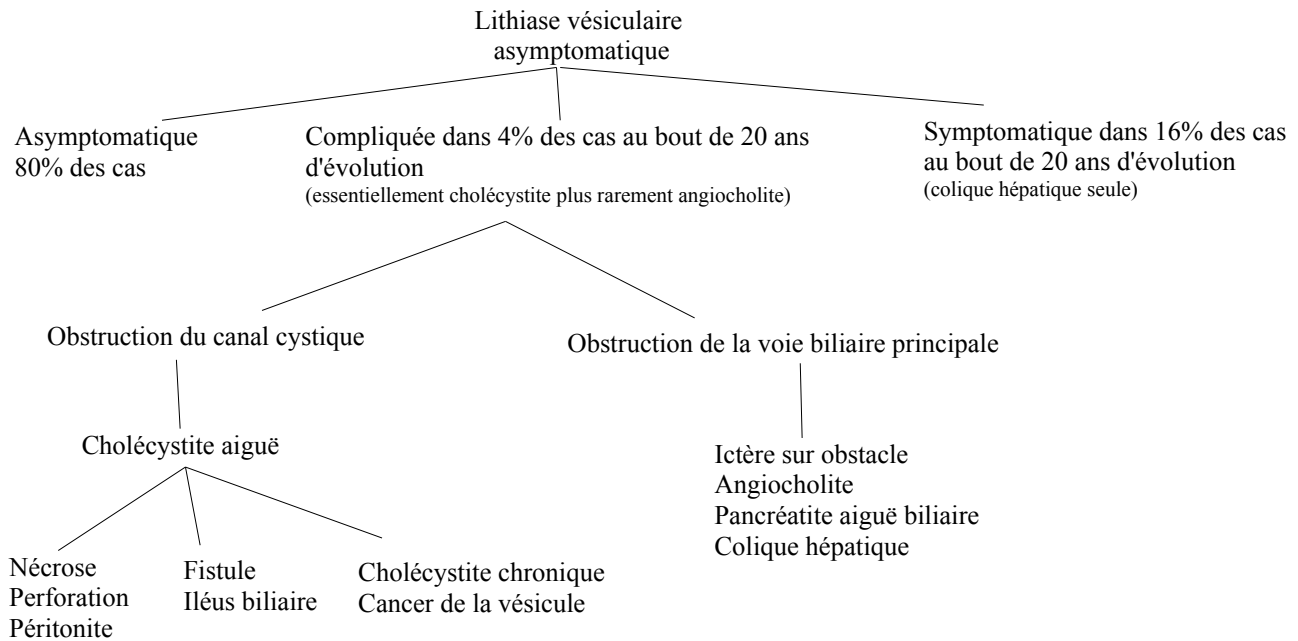 Lithiase vésiculaire
asymptomatique
Asymptomatique
80% des cas
Compliquée dans 4% des cas au bout de 20 ans
d'évolution
(essentiellement cholécystite plus rarement angiocholite)
Symptomatique dans 16% des cas
au bout de 20 ans d'évolution
(colique hépatique seule)
Obstruction du canal cystique
Obstruction de la voie biliaire principale
Cholécystite aiguë
Ictère sur obstacle
Angiocholite
Pancréatite aiguë biliaire
Colique hépatique
Nécrose
Perforation
Péritonite
Fistule
Iléus biliaire
Cholécystite chronique
Cancer de la vésicule